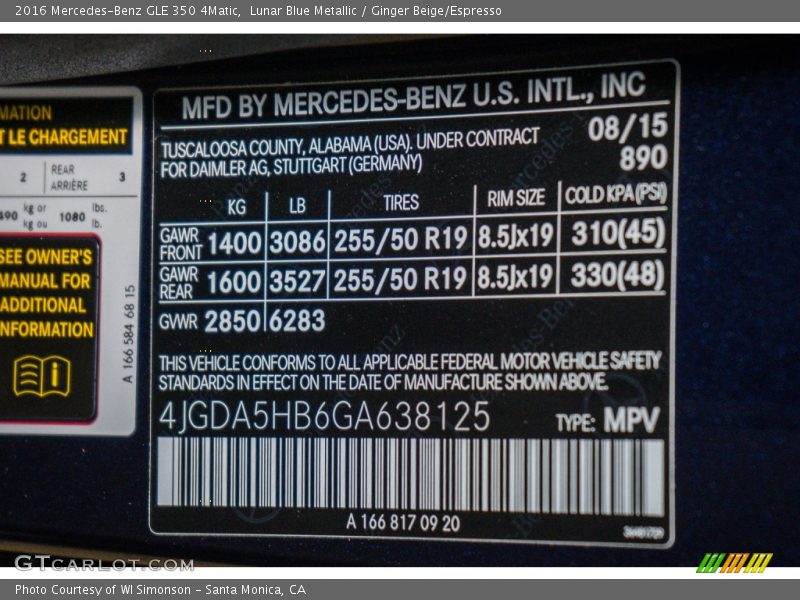 2016 Mercedes-Benz GLE 350 4Matic,  Lunar Blue Metallic / Ginger Beige/Espresso
MATION
T LE CHARGEMENT
2 REAR ARRIÈRE 3
490 kg or kg ou 1080 lbs. lb.
SEE OWNER'S
MANUAL FOR
ADDITIONAL
INFORMATION
A 166 584 68 15
MFD BY MERCEDES-BENZ U.S. INTL., INC
TUSCALOOSA COUNTY, ALABAMA (USA). UNDER CONTRACT 08/15
FOR DAIMLER AG, STUTTGART (GERMANY) 890
KG LB TIRES RIM SIZE COLD KPA(PSI)
GAWR FRONT 1400 3086 255/50 R19 8.5Jx19 310(45)
GAWR REAR 1600 3527 255/50 R19 8.5Jx19 330(48)
GWR 2850 6283
THIS VEHICLE CONFORMS TO ALL APPLICABLE FEDERAL MOTOR VEHICLE SAFETY
STANDARDS IN EFFECT ON THE DATE OF MANUFACTURE SHOWN ABOVE.
4JGDA5HB6GA638125 TYPE: MPV
A 166 817 09 20
GTCarLot.com
Photo Courtesy of WI Simonson - Santa Monica, CA